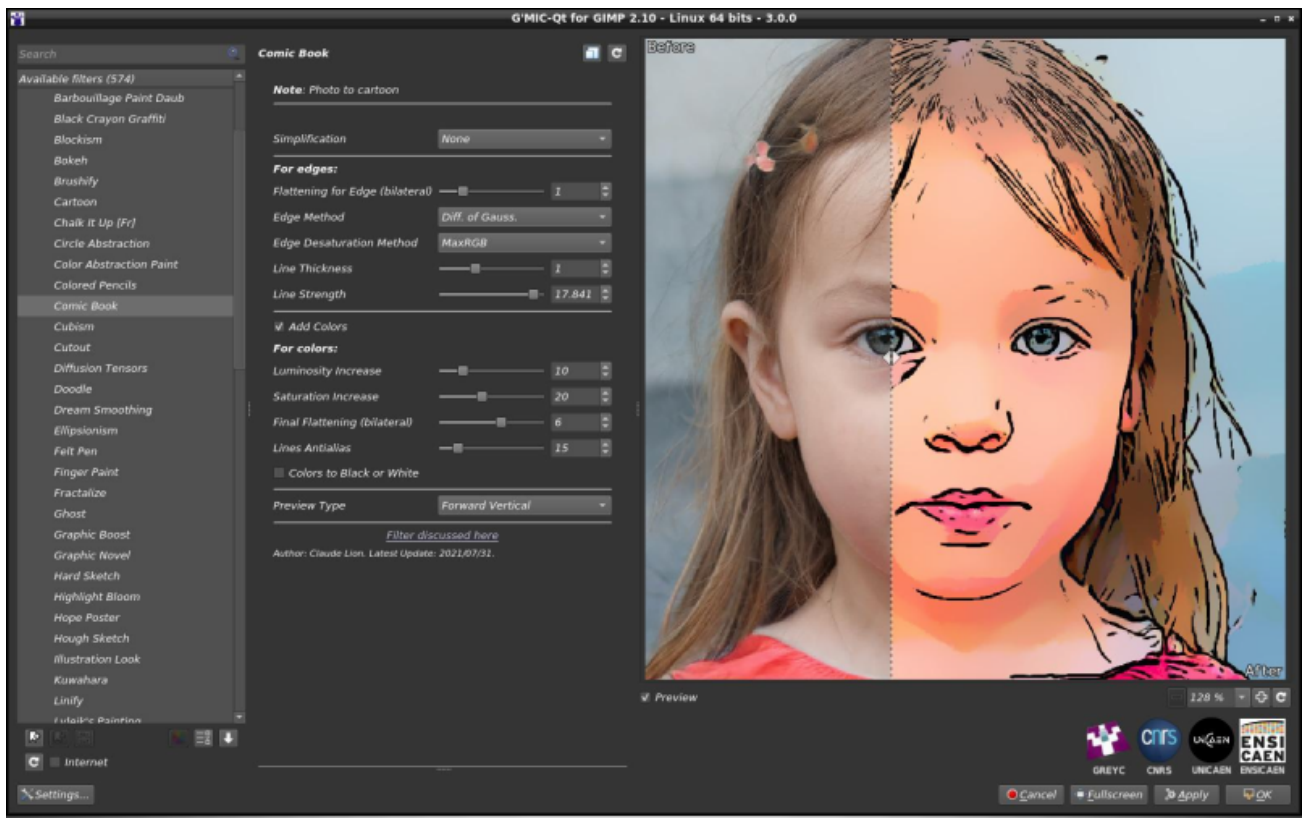 G'MIC-Qt for GIMP 2.10 - Linux 64 bits - 3.0.0
Search
Available filters (574)
Barbouillage Paint Daub
Black Crayon Graffiti
Blockism
Bokeh
Brushify
Cartoon
Chalk It Up [Fr]
Circle Abstraction
Color Abstraction Paint
Colored Pencils
Comic Book
Cubism
Cutout
Diffusion Tensors
Doodle
Dream Smoothing
Ellipsionism
Felt Pen
Finger Paint
Fractalize
Ghost
Graphic Boost
Graphic Novel
Hard Sketch
Highlight Bloom
Hope Poster
Hough Sketch
Illustration Look
Kuwahara
Linify
Lylejk's Painting
Internet
Settings...
Comic Book
Note: Photo to cartoon
Simplification None
For edges:
Flattening for Edge (bilateral) 1
Edge Method Diff. of Gauss.
Edge Desaturation Method MaxRGB
Line Thickness 1
Line Strength 17.841
Add Colors
For colors:
Luminosity Increase 10
Saturation Increase 20
Final Flattening (bilateral) 6
Lines Antialias 15
Colors to Black or White
Preview Type Forward Vertical
Filter discussed here
Author: Claude Lion. Latest Update: 2021/07/31.
Before
After
Preview
128 %
CNRS
UNICAEN
ENSI
CAEN
GREYC CNRS UNICAEN ENSICAEN
Cancel Fullscreen Apply OK